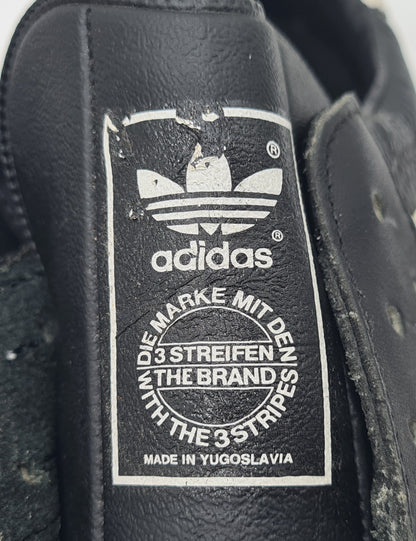 ®
adidas®
DIE MARKE MIT DEN
3 STREIFEN
THE BRAND
WITH THE 3 STRIPES
MADE IN YUGOSLAVIA